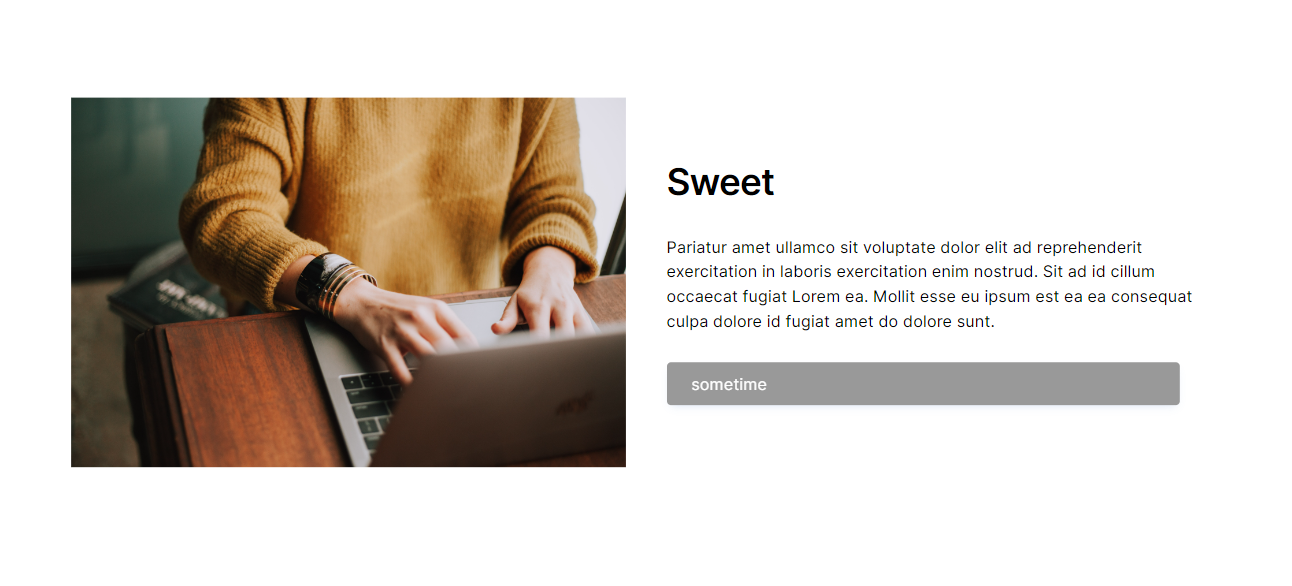 Sweet
Pariatur amet ullamco sit voluptate dolor elit ad reprehenderit
exercitation in laboris exercitation enim nostrud. Sit ad id cillum
occaecat fugiat Lorem ea. Mollit esse eu ipsum est ea ea consequat
culpa dolore id fugiat amet do dolore sunt.
sometime